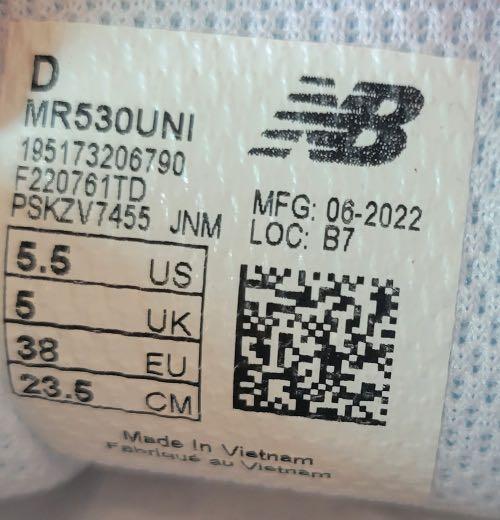 D
MR530UNI
195173206790
F220761TD
PSKZV7455 JNM
NB
MFG: 06-2022
LOC: B7
5.5 US
5 UK
38 EU
23.5 CM
Made In Vietnam
Fabriqué au Vietnam